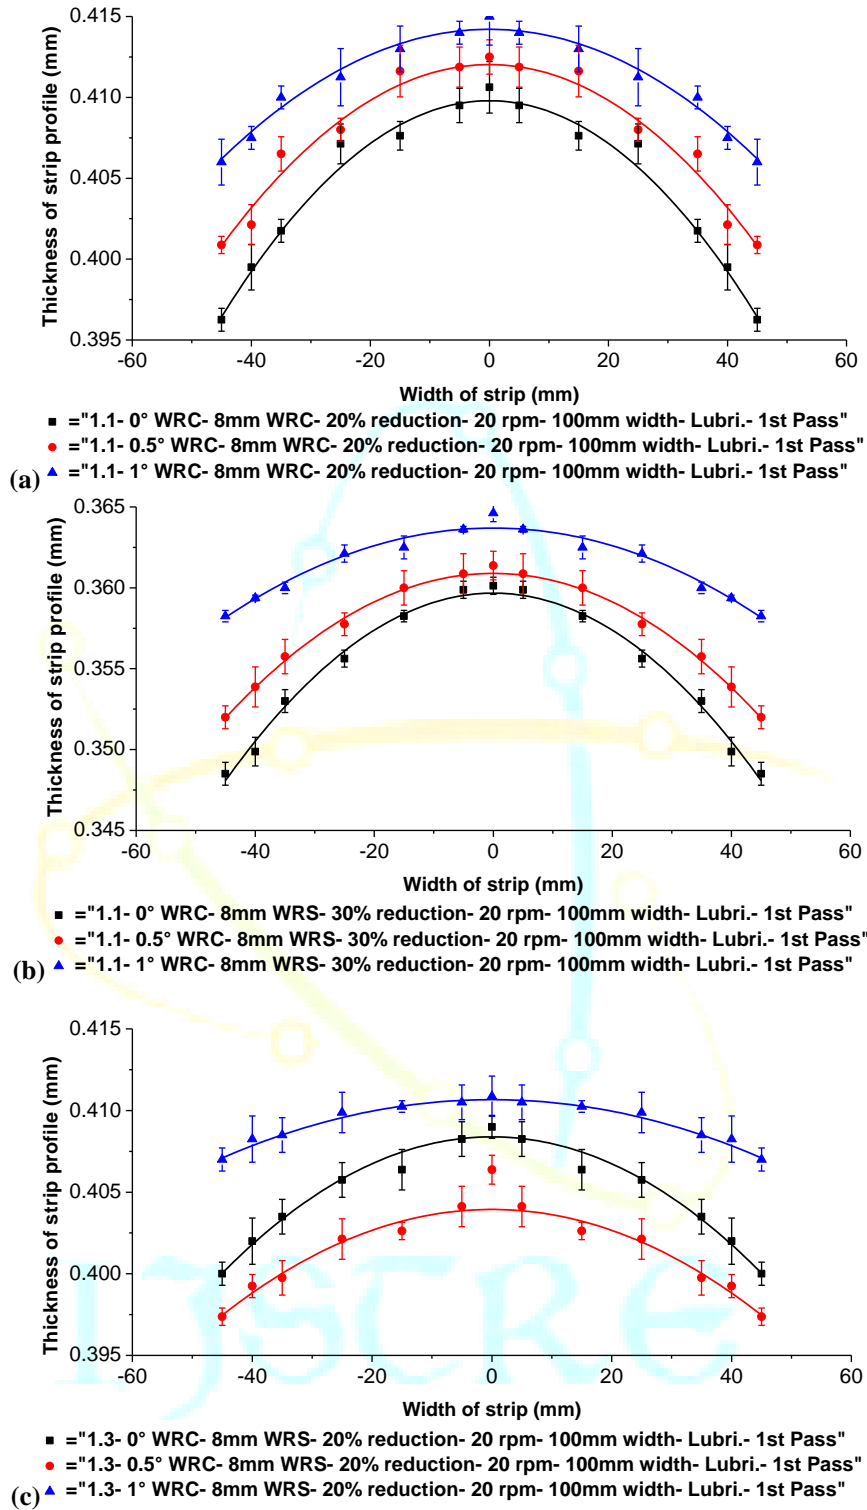 0.415
0.410
0.405
0.400
0.395
Thickness of strip profile (mm)
-60 -40 -20 0 20 40 60
Width of strip (mm)
="1.1- 0° WRC- 8mm WRC- 20% reduction- 20 rpm- 100mm width- Lubri.- 1st Pass"
="1.1- 0.5° WRC- 8mm WRC- 20% reduction- 20 rpm- 100mm width- Lubri.- 1st Pass"
(a) ="1.1- 1° WRC- 8mm WRC- 20% reduction- 20 rpm- 100mm width- Lubri.- 1st Pass"
0.365
0.360
0.355
0.350
0.345
Thickness of strip profile (mm)
-60 -40 -20 0 20 40 60
Width of strip (mm)
="1.1- 0° WRC- 8mm WRS- 30% reduction- 20 rpm- 100mm width- Lubri.- 1st Pass"
="1.1- 0.5° WRC- 8mm WRS- 30% reduction- 20 rpm- 100mm width- Lubri.- 1st Pass"
(b) ="1.1- 1° WRC- 8mm WRS- 30% reduction- 20 rpm- 100mm width- Lubri.- 1st Pass"
0.415
0.410
0.405
0.400
0.395
Thickness of strip profile (mm)
-60 -40 -20 0 20 40 60
IJSTRE
Width of strip (mm)
="1.3- 0° WRC- 8mm WRS- 20% reduction- 20 rpm- 100mm width- Lubri.- 1st Pass"
="1.3- 0.5° WRC- 8mm WRS- 20% reduction- 20 rpm- 100mm width- Lubri.- 1st Pass"
(c) ="1.3- 1° WRC- 8mm WRS- 20% reduction- 20 rpm- 100mm width- Lubri.- 1st Pass"